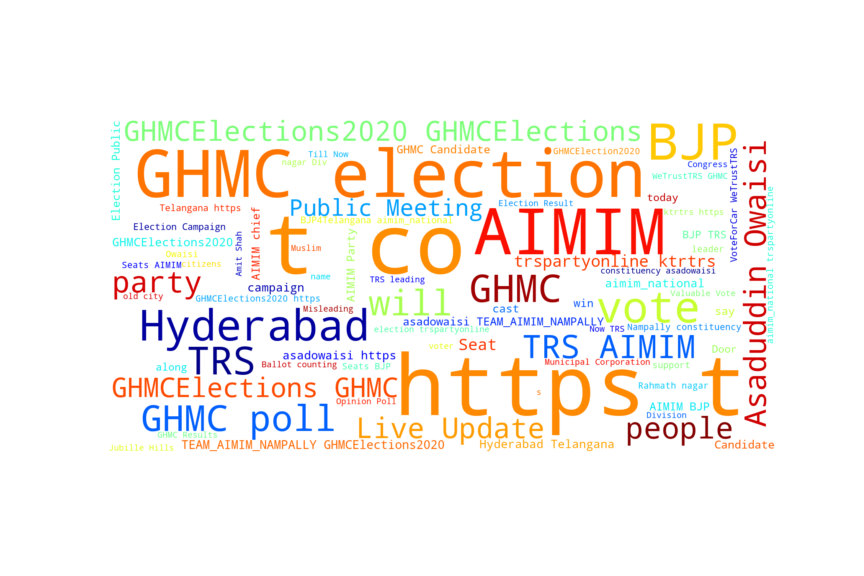 Election Public
GHMCElections2020 GHMCElections
BJP
GHMC election
Till Now
nagar Div
GHMC Candidate
GHMCElection2020
Congress
WeTrustTRS GHMC
VoteForCar WeTrustTRS
Asaduddin Owaisi
aimim_national trspartyonline
Telangana https
Public Meeting
Election Result
today
ktrtrs https
BJP4Telangana aimim_national
t co
AIMIM
Election Campaign
GHMCElections2020
Owaisi
citizens
Seats AIMIM
Amit Shah
AIMIM chief
Muslim
AIMIM Party
BJP TRS
leader
trspartyonline ktrtrs
constituency asadowaisi
party
old city
campaign
name
TRS leading
GHMCElections2020 https
Misleading
will
GHMC
aimim_national
Valuable Vote
vote
cast
win
say
Hyderabad
asadowaisi TEAM_AIMIM_NAMPALLY
election trspartyonline
Now TRS
Nampally constituency
TRS
asadowaisi https
voter
Seat
TRS AIMIM
Door
along
Ballot counting
Seats BJP
https t
Municipal Corporation
support
GHMCElections GHMC
Opinion Poll
s
Rahmath nagar
GHMC poll
AIMIM BJP
Division
GHMC Results
Live Update
people
Jubille Hills
TEAM_AIMIM_NAMPALLY GHMCElections2020
Hyderabad Telangana
Candidate